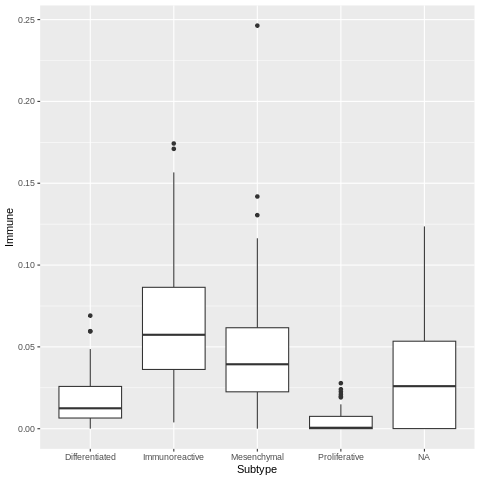 0.25
0.20
0.15
0.10
0.05
0.00
Immune
Differentiated Immunoreactive Mesenchymal Proliferative NA
Subtype